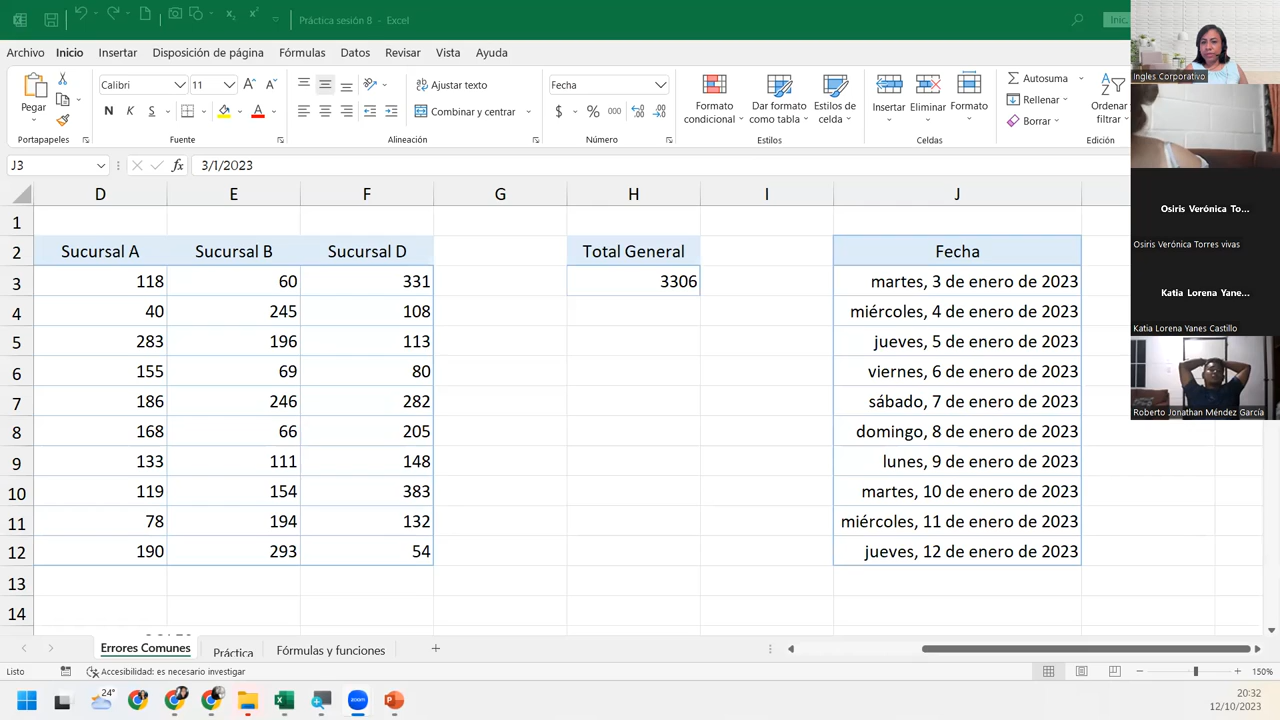 Práctica sesión 8 - Excel
Inic
Archivo Inicio Insertar Disposición de página Fórmulas Datos Revisar Vista Ayuda
Pegar
Calibri 11
N K S
Ajustar texto
Combinar y centrar
Fecha
$ % 000
Formato condicional
Dar formato como tabla
Estilos de celda
Insertar Eliminar Formato
Autosuma
Rellenar
Borrar
Ordenar filtrar
Portapapeles Fuente Alineación Número Estilos Celdas Edición
J3 fx 3/1/2023
D E F G H I J
1
2 Sucursal A Sucursal B Sucursal D Total General Fecha
3 118 60 331 3306 martes, 3 de enero de 2023
4 40 245 108 miércoles, 4 de enero de 2023
5 283 196 113 jueves, 5 de enero de 2023
6 155 69 80 viernes, 6 de enero de 2023
7 186 246 282 sábado, 7 de enero de 2023
8 168 66 205 domingo, 8 de enero de 2023
9 133 111 148 lunes, 9 de enero de 2023
10 119 154 383 martes, 10 de enero de 2023
11 78 194 132 miércoles, 11 de enero de 2023
12 190 293 54 jueves, 12 de enero de 2023
13
14
Errores Comunes Práctica Fórmulas y funciones
Listo Accesibilidad: es necesario investigar 150%
24°
zoom
20:32
12/10/2023
Ingles Corporativo
Osiris Verónica To...
Osiris Verónica Torres vivas
Katia Lorena Yane...
Katia Lorena Yanes Castillo
Roberto Jonathan Méndez García